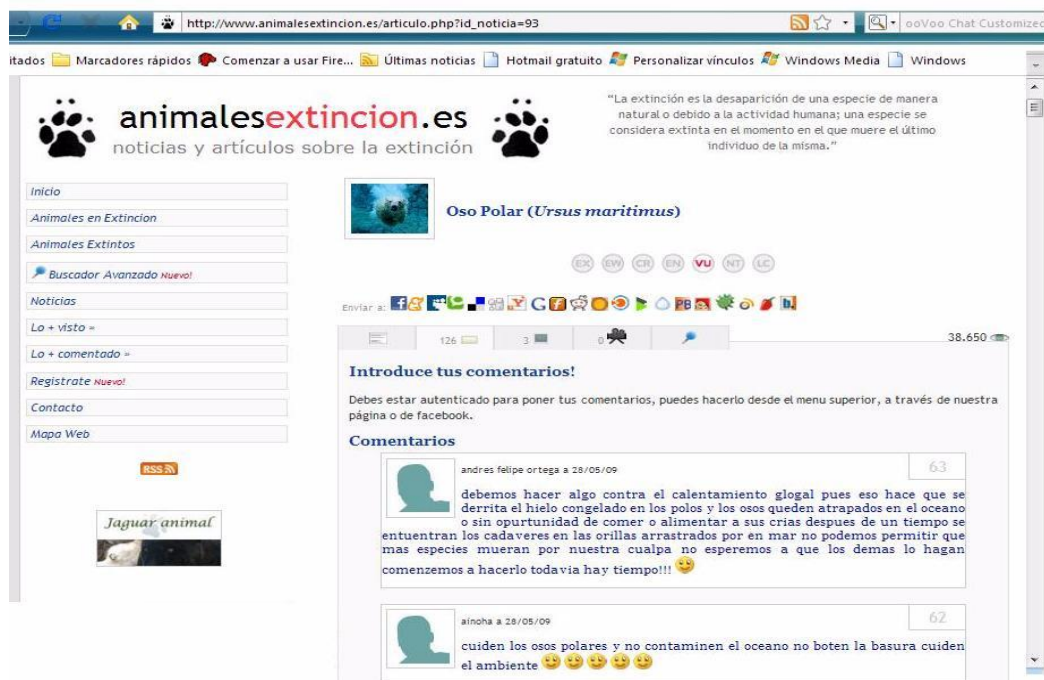 http://www.animalesextincion.es/articulo.php?id_noticia=93
ooVoo Chat Customized
itados Marcadores rápidos Comenzar a usar Fire... Últimas noticias Hotmail gratuito Personalizar vínculos Windows Media Windows
animalesextincion.es
noticias y artículos sobre la extinción
"La extinción es la desaparición de una especie de manera
natural o debido a la actividad humana; una especie se
considera extinta en el momento en el que muere el último
individuo de la misma."
Inicio
Animales en Extincion
Animales Extintos
Buscador Avanzado Nuevo!
Noticias
Lo + visto »
Lo + comentado »
Registrate Nuevo!
Contacto
Mapa Web
RSS
Jaguar animal
Oso Polar (Ursus maritimus)
EX EW CR EN VU NT LC
Enviar a:
126 3 0
38.650
Introduce tus comentarios!
Debes estar autenticado para poner tus comentarios, puedes hacerlo desde el menu superior, a través de nuestra
página o de facebook.
Comentarios
andres felipe ortega a 28/05/09
63
debemos hacer algo contra el calentamiento glogal pues eso hace que se
derrita el hielo congelado en los polos y los osos queden atrapados en el oceano
o sin opurtunidad de comer o alimentar a sus crias despues de un tiempo se
entuentran los cadaveres en las orillas arrastrados por en mar no podemos permitir que
mas especies mueran por nuestra cualpa no esperemos a que los demas lo hagan
comenzemos a hacerlo todavia hay tiempo!!!
ainoha a 28/05/09
62
cuiden los osos polares y no contaminen el oceano no boten la basura cuiden
el ambiente